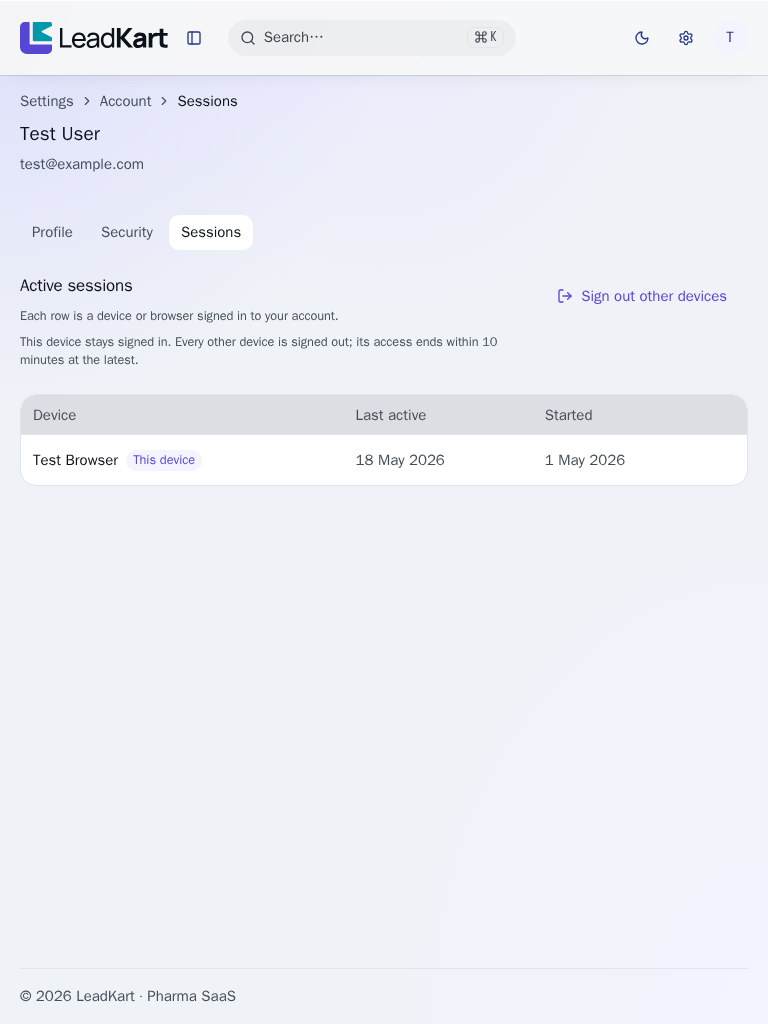 LeadKart
Search… ⌘K
T
Settings > Account > Sessions
Test User
test@example.com
Profile Security Sessions
Active sessions
Sign out other devices
Each row is a device or browser signed in to your account.
This device stays signed in. Every other device is signed out; its access ends within 10
minutes at the latest.
Device Last active Started
Test Browser This device 18 May 2026 1 May 2026
© 2026 LeadKart · Pharma SaaS